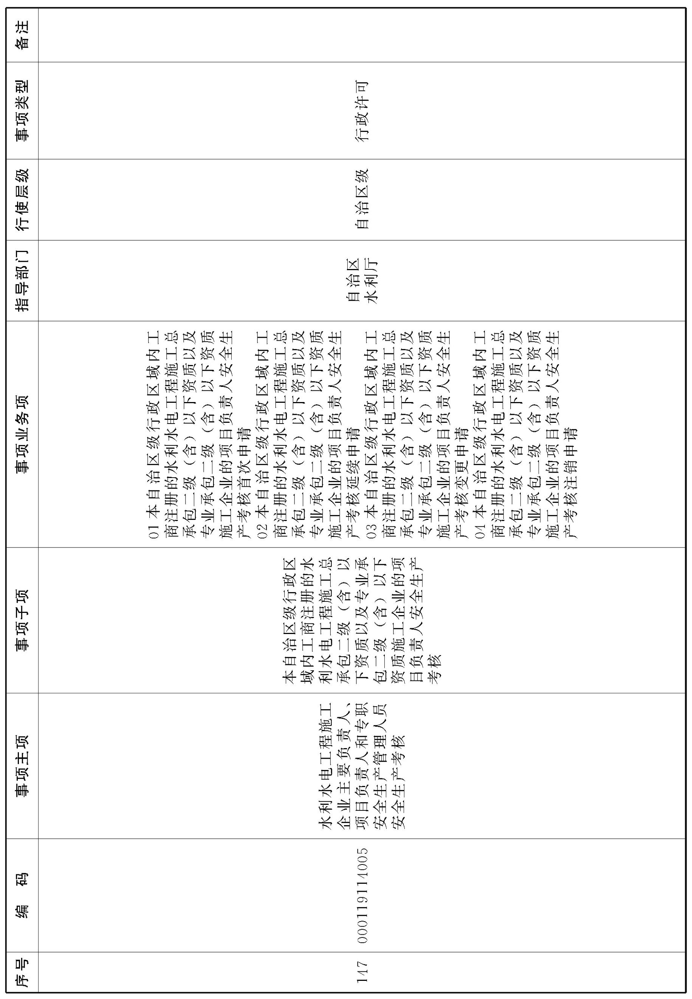 序号
编 码
事项主项
事项子项
事项业务项
指导部门
行使层级
事项类型
备注
147
000119114005
水利水电工程施工
企业主要负责人、
项目负责人和专职
安全生产管理人员
安全生产考核
本自治区级行政区
域内工商注册的水
利水电工程施工总
承包二级（含）以
下资质以及专业承
包二级（含）以下
资质施工企业的项
目负责人安全生产
考核
01本自治区级行政区域内工
商注册的水利水电工程施工总
承包二级（含）以下资质以及
专业承包二级（含）以下资质
施工企业的项目负责人安全生
产考核首次申请
02本自治区级行政区域内工
商注册的水利水电工程施工总
承包二级（含）以下资质以及
专业承包二级（含）以下资质
施工企业的项目负责人安全生
产考核延续申请
03本自治区级行政区域内工
商注册的水利水电工程施工总
承包二级（含）以下资质以及
专业承包二级（含）以下资质
施工企业的项目负责人安全生
产考核变更申请
04本自治区级行政区域内工
商注册的水利水电工程施工总
承包二级（含）以下资质以及
专业承包二级（含）以下资质
施工企业的项目负责人安全生
产考核注销申请
自治区
水利厅
自治区级
行政许可